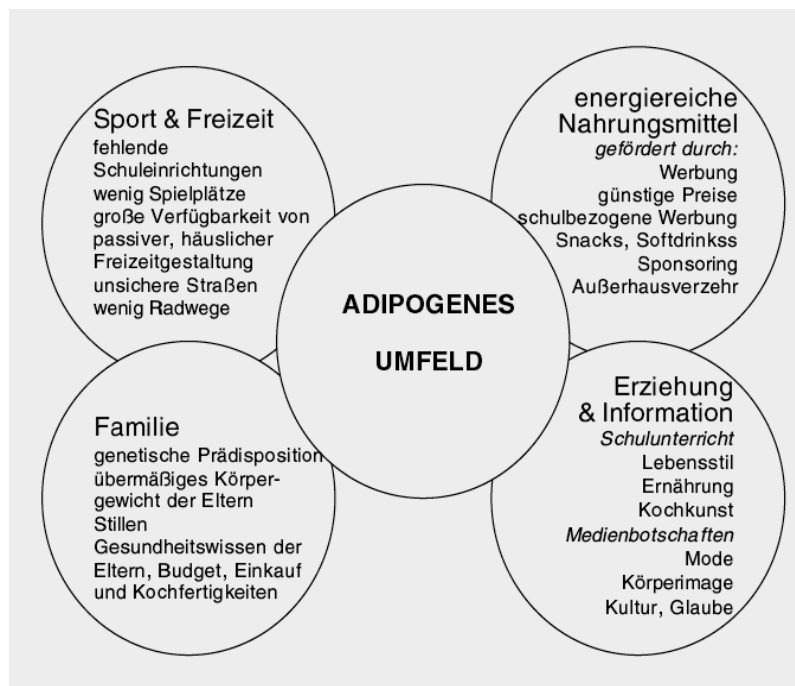 Sport & Freizeit
fehlende
Schuleinrichtungen
wenig Spielplätze
große Verfügbarkeit von
passiver, häuslicher
Freizeitgestaltung
unsichere Straßen
wenig Radwege
energiereiche
Nahrungsmittel
gefördert durch:
Werbung
günstige Preise
schulbezogene Werbung
Snacks, Softdrinkss
Sponsoring
Außerhausverzehr
ADIPOGENES
UMFELD
Familie
genetische Prädisposition
übermäßiges Körper-
gewicht der Eltern
Stillen
Gesundheitswissen der
Eltern, Budget, Einkauf
und Kochfertigkeiten
Erziehung
& Information
Schulunterricht
Lebensstil
Ernährung
Kochkunst
Medienbotschaften
Mode
Körperimage
Kultur, Glaube